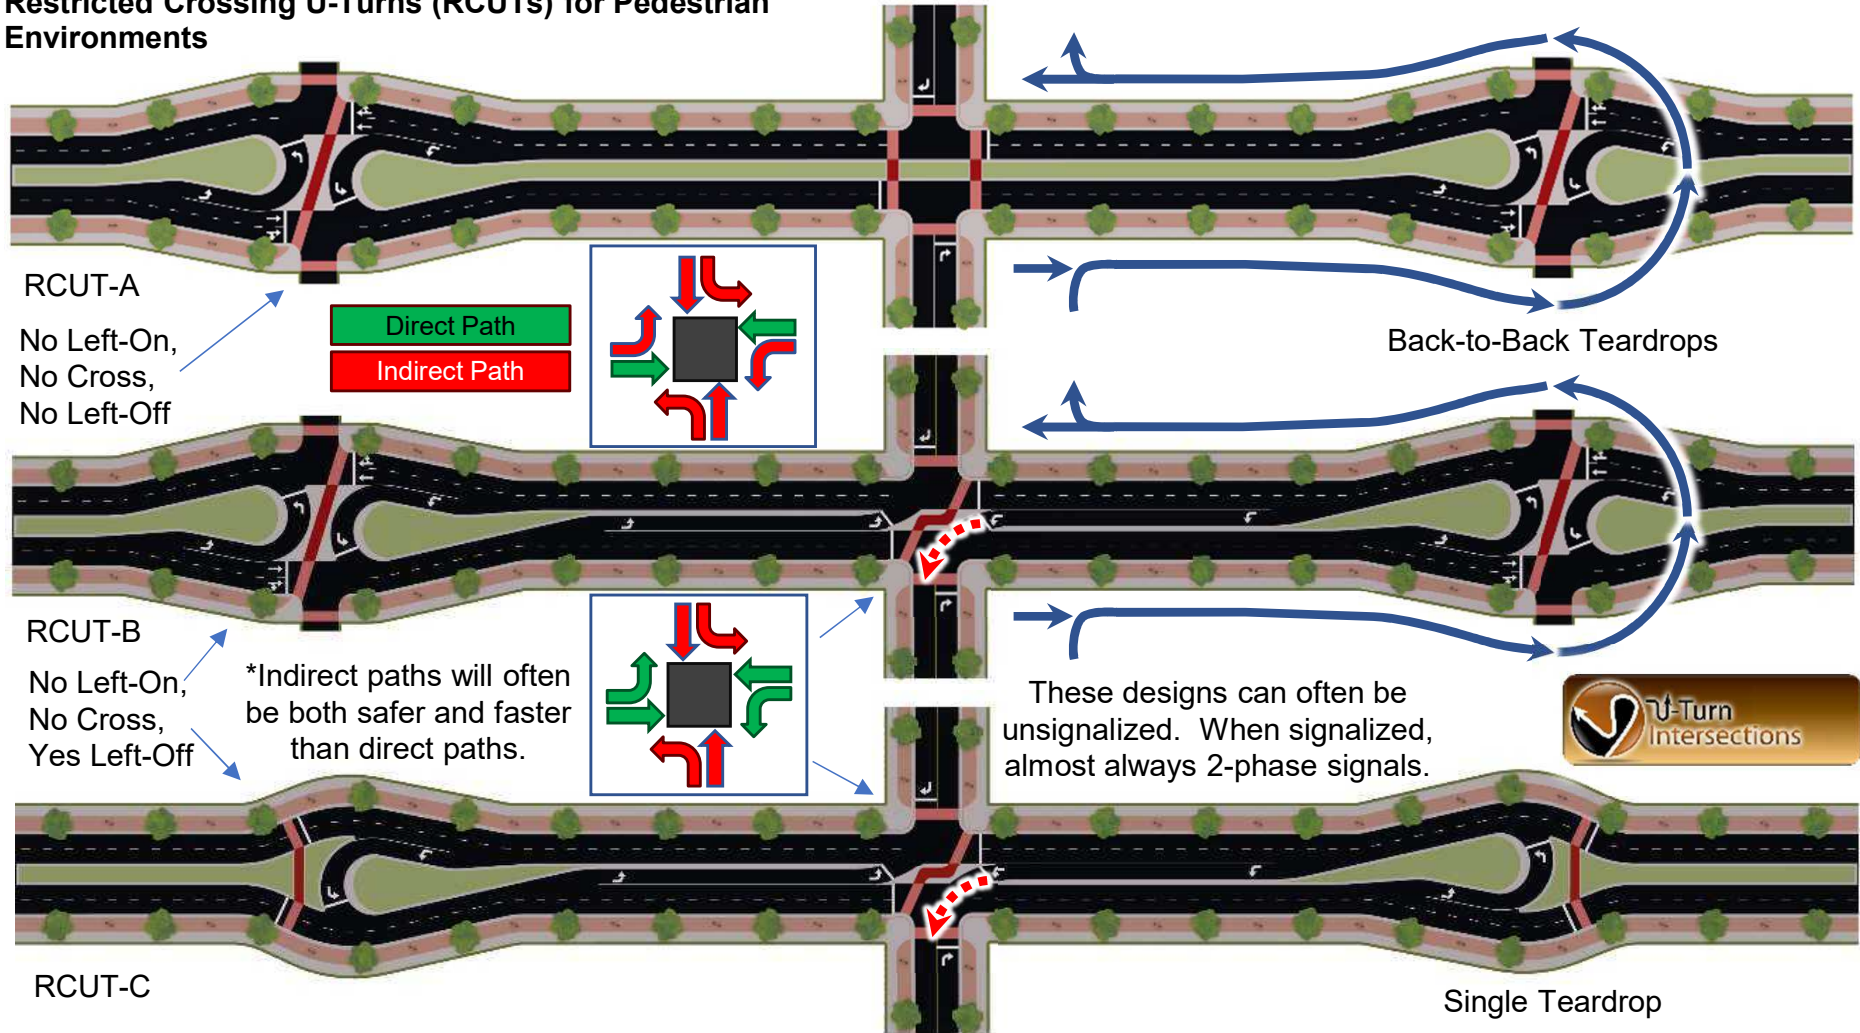 Restricted Crossing U-Turns (RCUTs) for Pedestrian
Environments
RCUT-A
No Left-On,
No Cross,
No Left-Off
Direct Path
Indirect Path
Back-to-Back Teardrops
RCUT-B
No Left-On,
No Cross,
Yes Left-Off
*Indirect paths will often
be both safer and faster
than direct paths.
These designs can often be
unsignalized. When signalized,
almost always 2-phase signals.
U-Turn
Intersections
RCUT-C
Single Teardrop